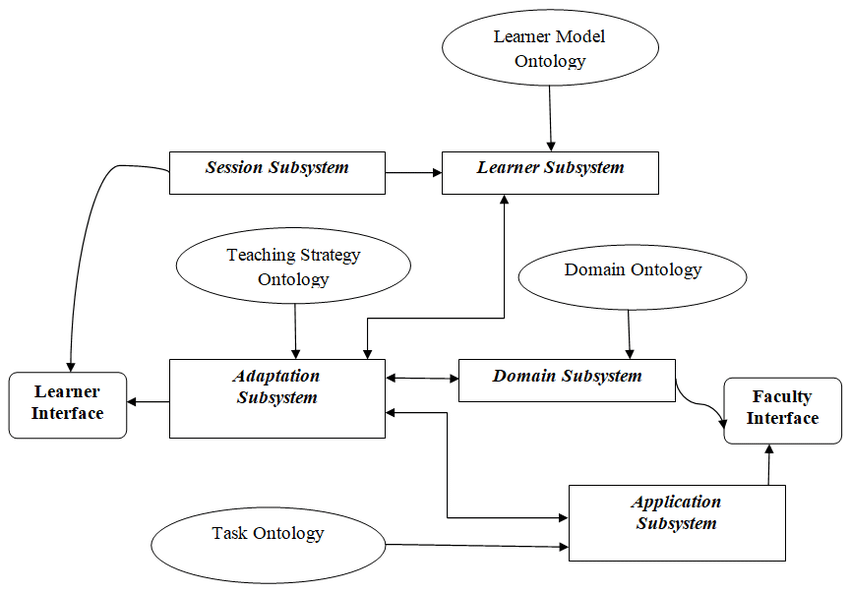 Learner Model
Ontology
Session Subsystem
Learner Subsystem
Teaching Strategy
Ontology
Domain Ontology
Adaptation
Subsystem
Domain Subsystem
Learner
Interface
Faculty
Interface
Application
Subsystem
Task Ontology